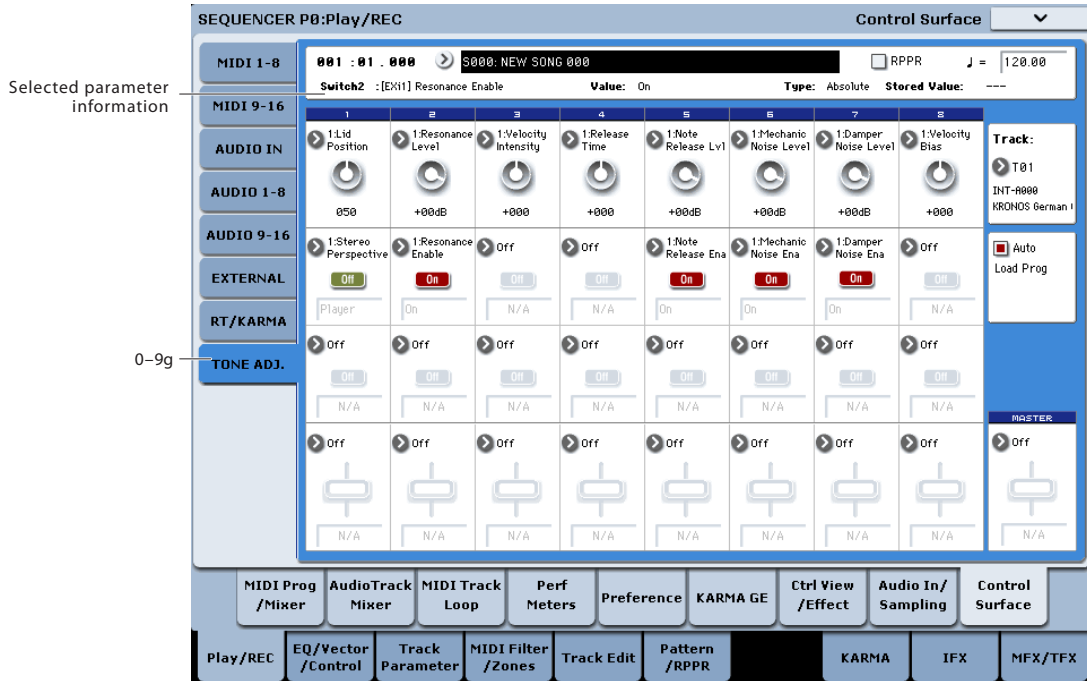 SEQUENCER P0:Play/REC Control Surface
MIDI 1-8
001 :01 . 000 S000: NEW SONG 000 RPPR ♩ = 120.00
Selected parameter
information
Switch2 :[EXi1] Resonance Enable Value: On Type: Absolute Stored Value: ---
MIDI 9-16
AUDIO IN
AUDIO 1-8
AUDIO 9-16
EXTERNAL
RT/KARMA
0–9g
TONE ADJ.
1 2 3 4 5 6 7 8
1:Lid Position 1:Resonance Level 1:Velocity Intensity 1:Release Time 1:Note Release Lvl 1:Mechanic Noise Level 1:Damper Noise Level 1:Velocity Bias
050 +00dB +000 +000 +00dB +00dB +00dB +000
1:Stereo Perspective 1:Resonance Enable Off Off 1:Note Release Ena 1:Mechanic Noise Ena 1:Damper Noise Ena Off
Off On Off Off On On On Off
Player On N/A N/A On On On N/A
Off Off Off Off Off Off Off Off
Off Off Off Off Off Off Off Off
N/A N/A N/A N/A N/A N/A N/A N/A
Off Off Off Off Off Off Off Off
N/A N/A N/A N/A N/A N/A N/A N/A
Track:
T01
INT-A000
KRONOS German
Auto
Load Prog
MASTER
Off
N/A
MIDI Prog /Mixer AudioTrack Mixer MIDI Track Loop Perf Meters Preference KARMA GE Ctrl View /Effect Audio In/ Sampling Control Surface
Play/REC EQ/Vector /Control Track Parameter MIDI Filter /Zones Track Edit Pattern /RPPR KARMA IFX MFX/TFX